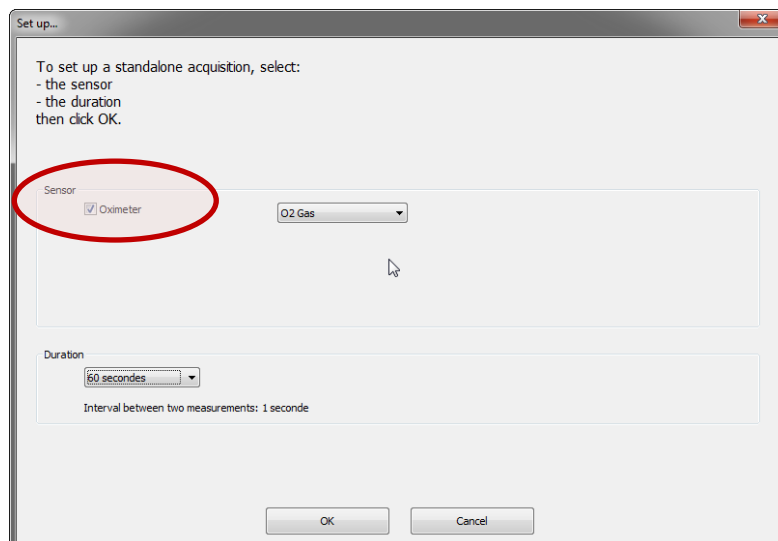 Set up...
To set up a standalone acquisition, select:
- the sensor
- the duration
then click OK.
Sensor
Oximeter
O2 Gas
Duration
60 secondes
Interval between two measurements: 1 seconde
OK
Cancel